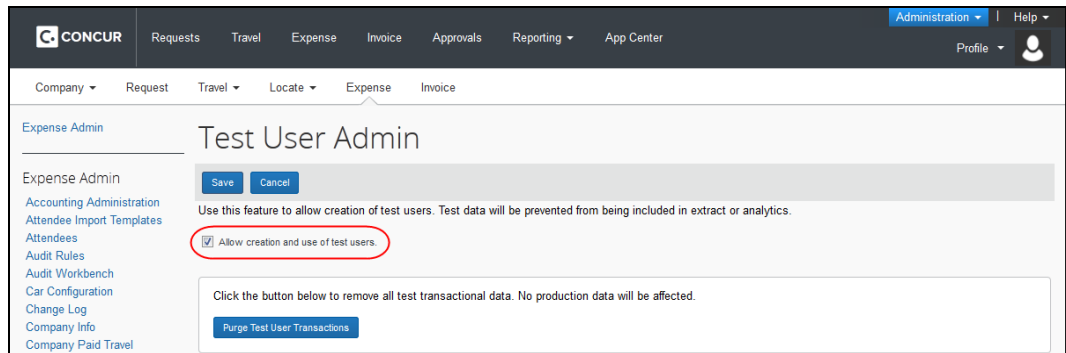 Administration | Help
C. CONCUR Requests Travel Expense Invoice Approvals Reporting App Center
Profile
Company Request Travel Locate Expense Invoice
Expense Admin
Test User Admin
Expense Admin
Accounting Administration
Attendee Import Templates
Attendees
Audit Rules
Audit Workbench
Car Configuration
Change Log
Company Info
Company Paid Travel
Save Cancel
Use this feature to allow creation of test users. Test data will be prevented from being included in extract or analytics.
Allow creation and use of test users.
Click the button below to remove all test transactional data. No production data will be affected.
Purge Test User Transactions